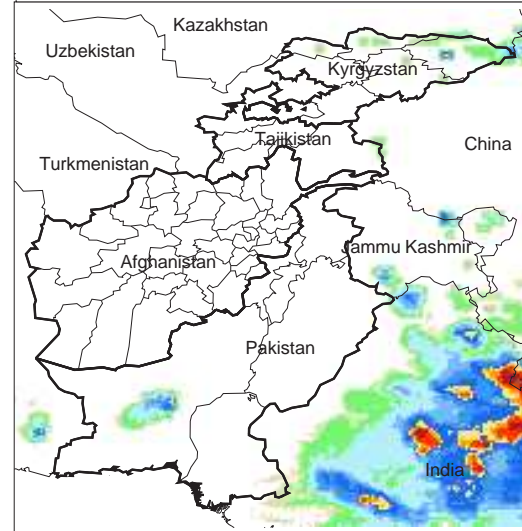 Kazakhstan
Uzbekistan
Kyrgyzstan
Tajikistan
China
Turkmenistan
Jammu Kashmir
Afghanistan
Pakistan
India